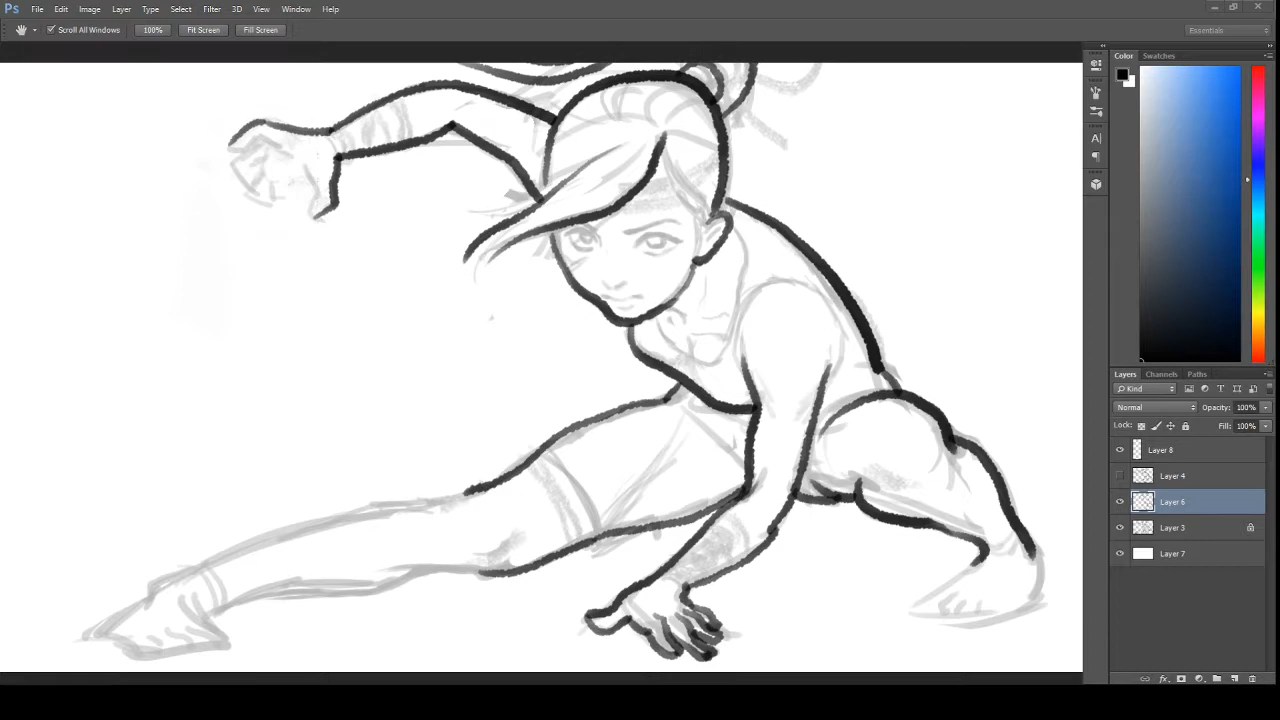 Ps File Edit Image Layer Type Select Filter 3D View Window Help
Scroll All Windows 100% Fit Screen Fill Screen Essentials
Color Swatches
A|
Layers Channels Paths
Kind T
Normal Opacity: 100%
Lock: Fill: 100%
Layer 8
Layer 4
Layer 6
Layer 3
Layer 7
fx